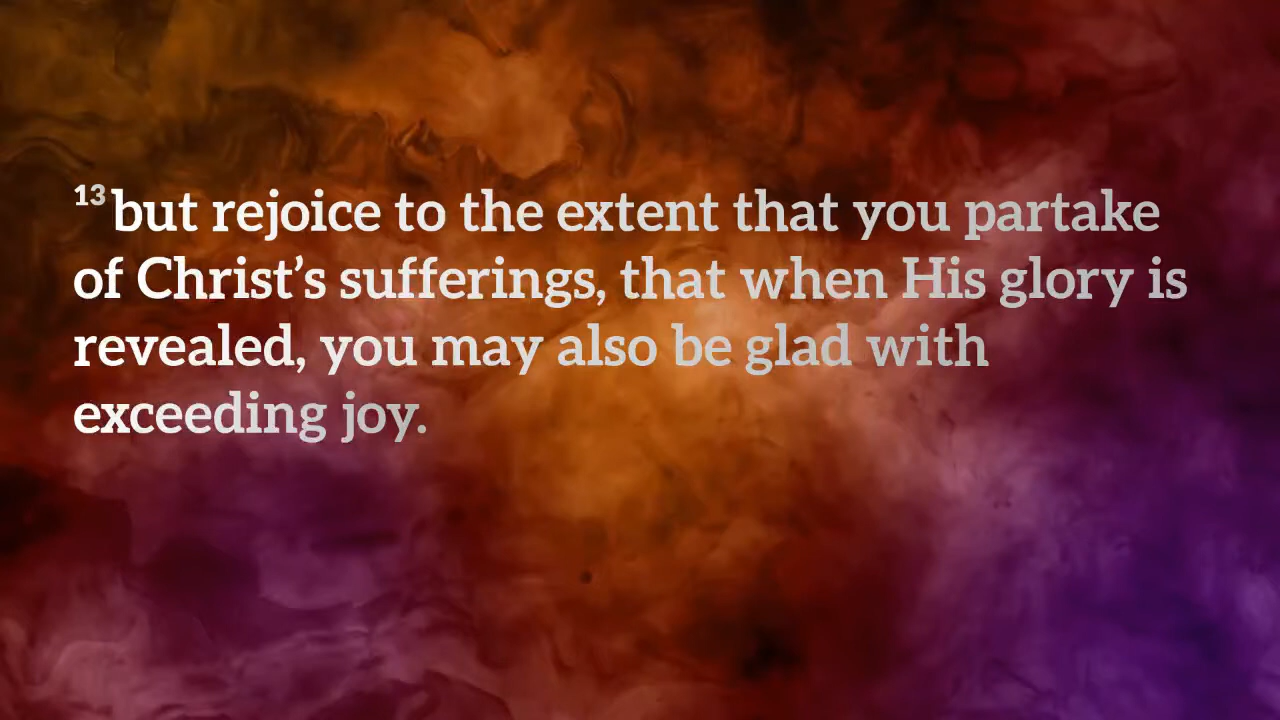 13 but rejoice to the extent that you partake
of Christ’s sufferings, that when His glory is
revealed, you may also be glad with
exceeding joy.